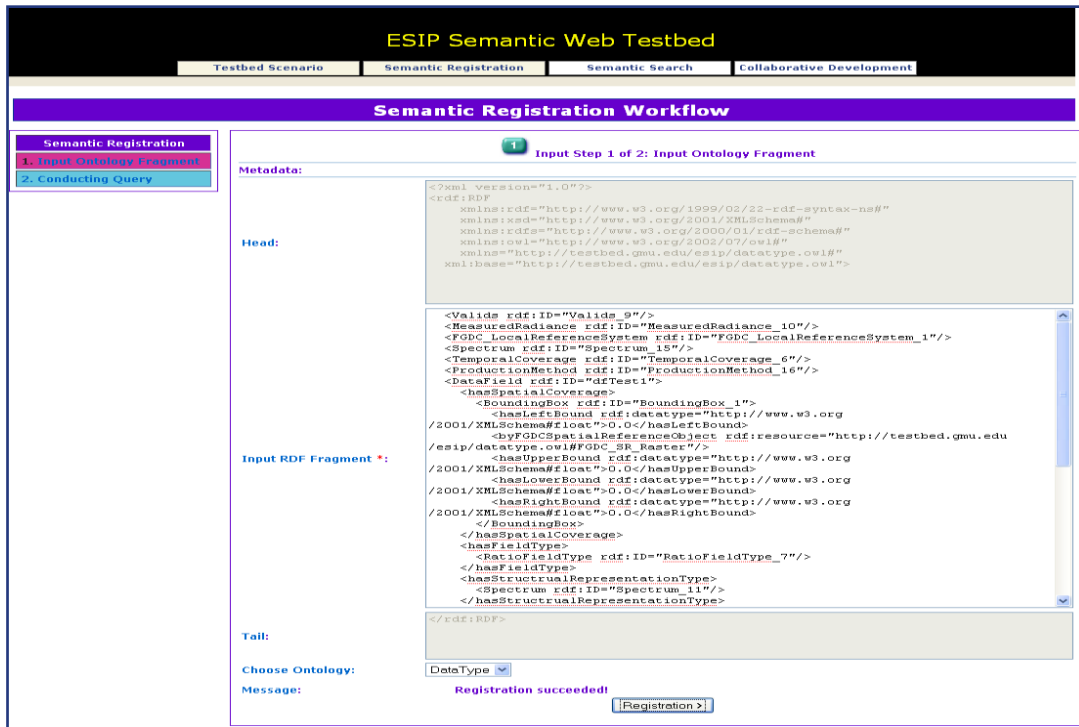 ESIP Semantic Web Testbed
Testbed Scenario
Semantic Registration
Semantic Search
Collaborative Development
Semantic Registration Workflow
Semantic Registration
1. Input Ontology Fragment
2. Conducting Query
1
Input Step 1 of 2: Input Ontology Fragment
Metadata:
Head:
<?xml version="1.0"?>
<rdf:RDF
xmlns:rdf="http://www.w3.org/1999/02/22-rdf-syntax-ns#"
xmlns:xsd="http://www.w3.org/2001/XMLSchema#"
xmlns:rdfs="http://www.w3.org/2000/01/rdf-schema#"
xmlns:owl="http://www.w3.org/2002/07/owl#"
xmlns="http://testbed.gmu.edu/esip/datatype.owl#"
xml:base="http://testbed.gmu.edu/esip/datatype.owl">
Input RDF Fragment *:
<Valids rdf:ID="Valids_9"/>
<MeasuredRadiance rdf:ID="MeasuredRadiance_10"/>
<FGDC_LocalReferenceSystem rdf:ID="FGDC_LocalReferenceSystem_1"/>
<Spectrum rdf:ID="Spectrum_15"/>
<TemporalCoverage rdf:ID="TemporalCoverage_6"/>
<ProductionMethod rdf:ID="ProductionMethod_16"/>
<DataField rdf:ID="dfTest1">
<hasSpatialCoverage>
<BoundingBox rdf:ID="BoundingBox_1">
<hasLeftBound rdf:datatype="http://www.w3.org
/2001/XMLSchema#float">0.0</hasLeftBound>
<byFGDCSpatialReferenceObject rdf:resource="http://testbed.gmu.edu
/esip/datatype.owl#FGDC_SR_Raster"/>
<hasUpperBound rdf:datatype="http://www.w3.org
/2001/XMLSchema#float">0.0</hasUpperBound>
<hasLowerBound rdf:datatype="http://www.w3.org
/2001/XMLSchema#float">0.0</hasLowerBound>
<hasRightBound rdf:datatype="http://www.w3.org
/2001/XMLSchema#float">0.0</hasRightBound>
</BoundingBox>
</hasSpatialCoverage>
<hasFieldType>
<RatioFieldType rdf:ID="RatioFieldType_7"/>
</hasFieldType>
<hasStructrualRepresentationType>
<Spectrum rdf:ID="Spectrum_11"/>
</hasStructrualRepresentationType>
Tail:
</rdf:RDF>
Choose Ontology:
DataType
Message:
Registration succeeded!
Registration >